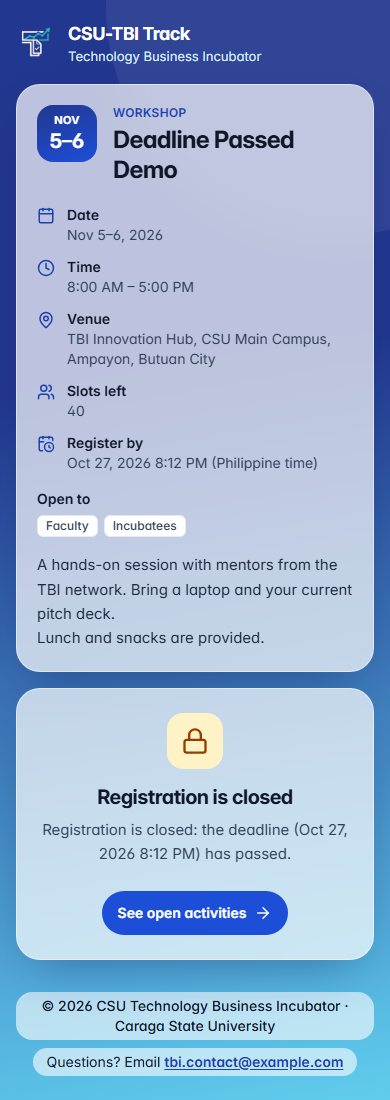 CSU-TBI Track
Technology Business Incubator
NOV
5–6
WORKSHOP
Deadline Passed
Demo
Date
Nov 5–6, 2026
Time
8:00 AM – 5:00 PM
Venue
TBI Innovation Hub, CSU Main Campus,
Ampayon, Butuan City
Slots left
40
Register by
Oct 27, 2026 8:12 PM (Philippine time)
Open to
Faculty
Incubatees
A hands-on session with mentors from the
TBI network. Bring a laptop and your current
pitch deck.
Lunch and snacks are provided.
Registration is closed
Registration is closed: the deadline (Oct 27,
2026 8:12 PM) has passed.
See open activities
© 2026 CSU Technology Business Incubator ·
Caraga State University
Questions? Email tbi.contact@example.com